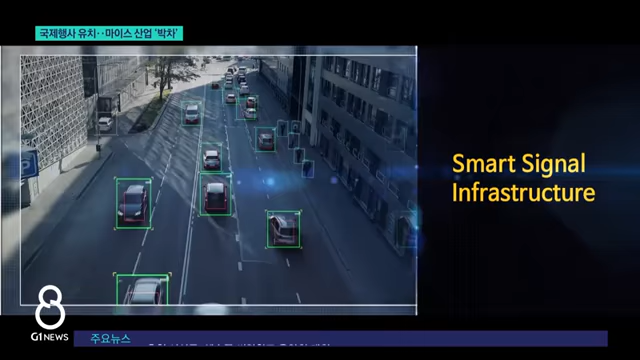 국제행사 유치‥마이스 산업 '박차'
Smart Signal
Infrastructure
P
8
G1NEWS
주요뉴스